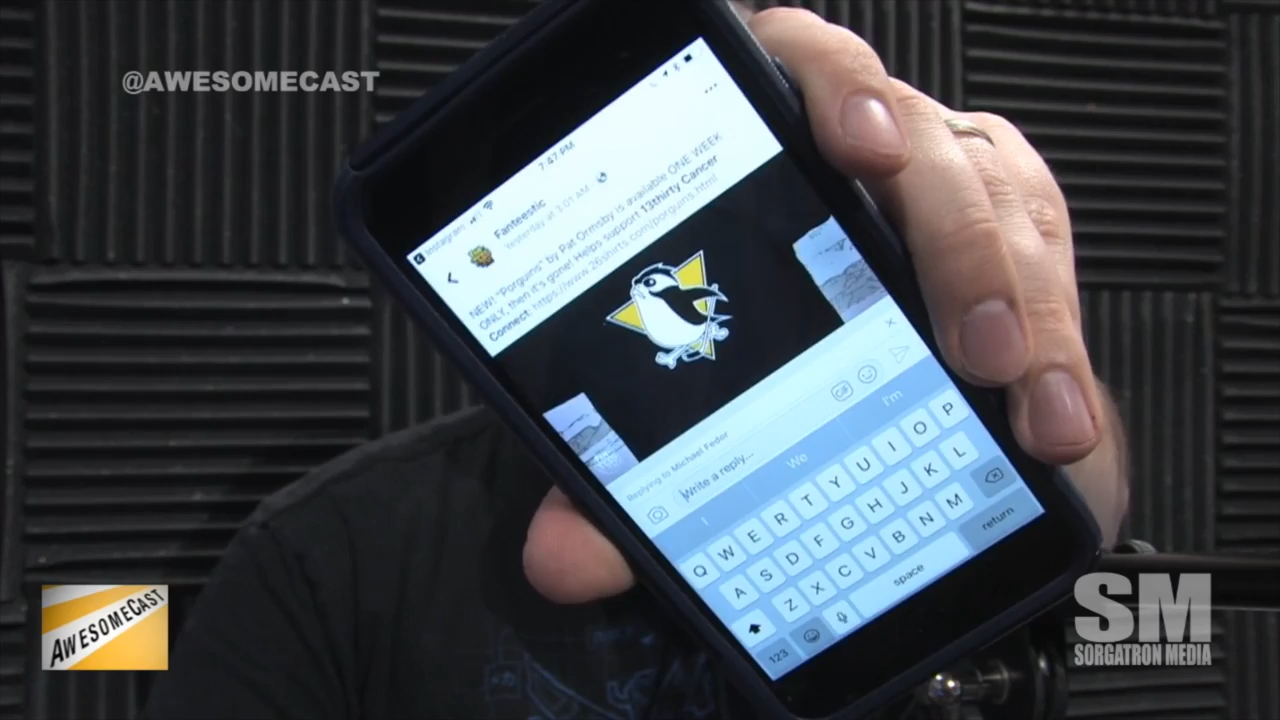 @AWESOMECAST
Instagram
7:47 PM
Fanteestic
Yesterday at 3:01 AM
NEW! "Porguins" by Pat Ormsby is available ONE WEEK
ONLY, then it's gone! Helps support 13thirty Cancer
Connect: https://www.26shirts.com/porguins.html
Replying to Michael Fedor
Write a reply...
GIF
I
We
I'm
Q W E R T Y U I O P
A S D F G H J K L
Z X C V B N M
123
space
return
AWESOMECAST
SM
SORGATRON MEDIA